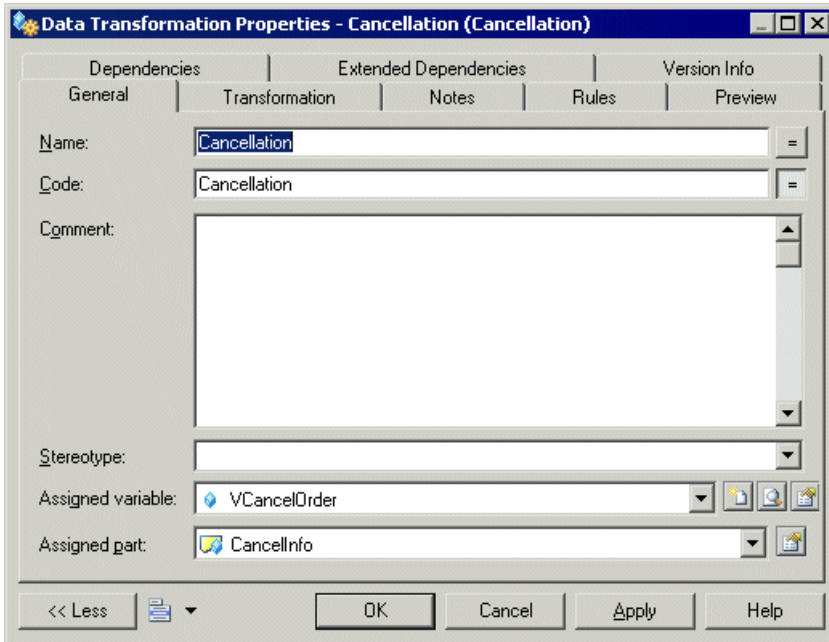 Data Transformation Properties - Cancellation (Cancellation)
Dependencies Extended Dependencies Version Info
General Transformation Notes Rules Preview
Name: Cancellation =
Code: Cancellation =
Comment:
Stereotype:
Assigned variable: VCancelOrder
Assigned part: CancelInfo
<< Less OK Cancel Apply Help